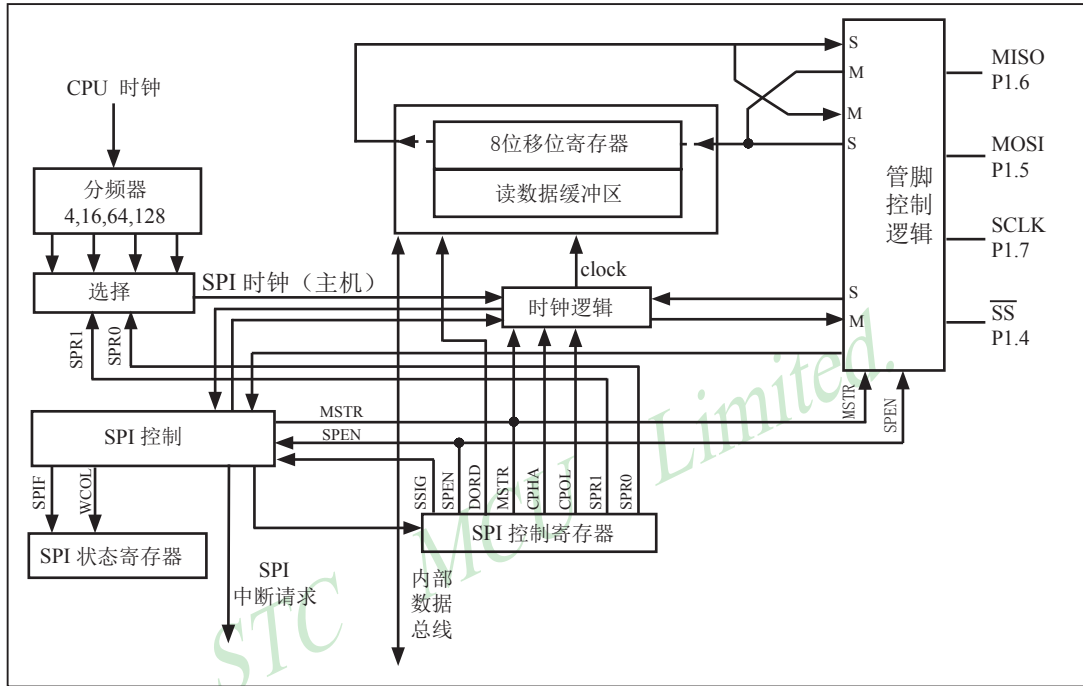 CPU 时钟
分频器
4,16,64,128
选择
SPI 时钟（主机）
SPR1
SPR0
8位移位寄存器
读数据缓冲区
clock
时钟逻辑
S
M
M
S
S
M
管脚
控制
逻辑
MISO
P1.6
MOSI
P1.5
SCLK
P1.7
SS
P1.4
MSTR
SPEN
SPI 控制
MSTR
SPEN
SPIF
WCOL
SPI 状态寄存器
SPI
中断请求
SSIG
SPEN
DORD
MSTR
CPHA
CPOL
SPR1
SPR0
SPI 控制寄存器
内部
数据
总线
STC MCU Limited.